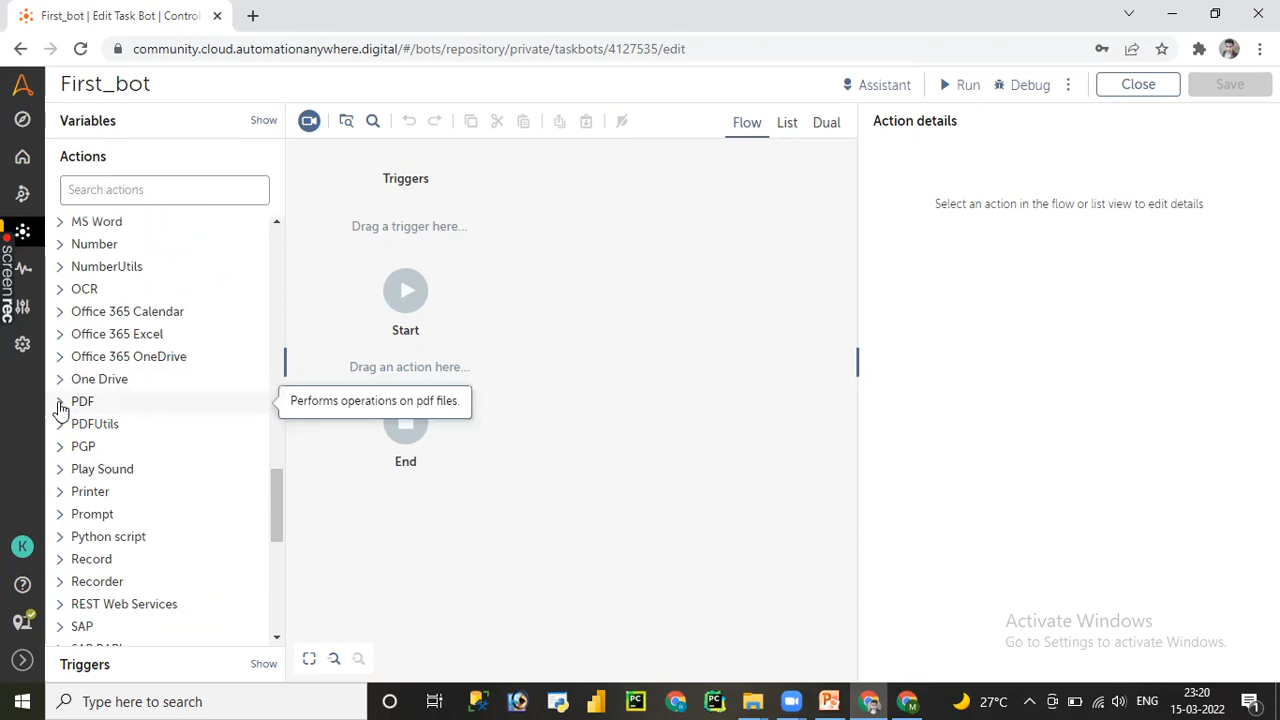 First_bot | Edit Task Bot | Control
community.cloud.automationanywhere.digital/#/bots/repository/private/taskbots/4127535/edit
First_bot
Assistant
Run
Debug
Close
Save
Variables
Show
Flow
List
Dual
Action details
Actions
Search actions
Triggers
Select an action in the flow or list view to edit details
MS Word
Drag a trigger here...
Number
NumberUtils
OCR
Office 365 Calendar
Start
Office 365 Excel
Office 365 OneDrive
Drag an action here...
One Drive
PDF
Performs operations on pdf files.
PDFUtils
PGP
End
Play Sound
Printer
Prompt
Python script
Record
Recorder
REST Web Services
SAP
Triggers
Show
screenrec
K
Activate Windows
Go to Settings to activate Windows.
Type here to search
27°C
ENG
23:20
15-03-2022
1